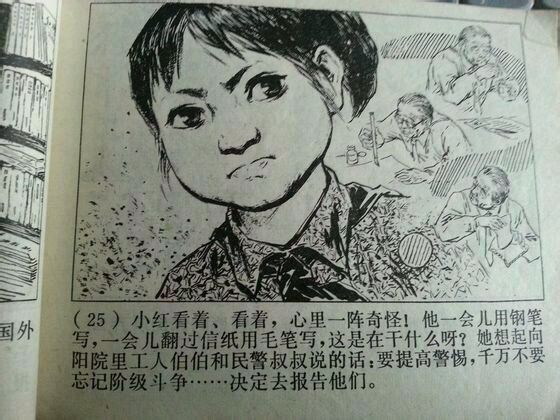 国外
(25) 小红看着、看着，心里一阵奇怪！他一会儿用钢笔
写，一会儿翻过信纸用毛笔写，这是在干什么呀？她想起向
阳院里工人伯伯和民警叔叔说的话：要提高警惕，千万不要
忘记阶级斗争……决定去报告他们。